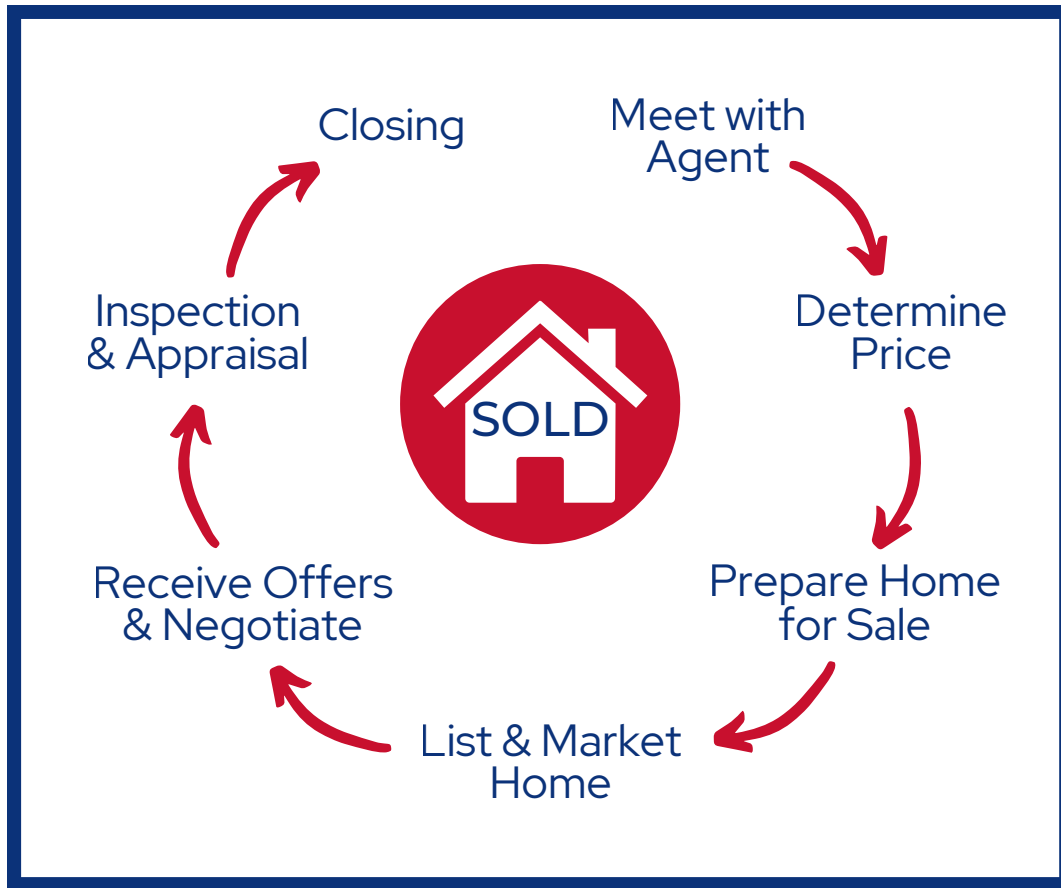 Meet with
Agent
Determine
Price
Prepare Home
for Sale
List & Market
Home
Receive Offers
& Negotiate
Inspection
& Appraisal
Closing
SOLD